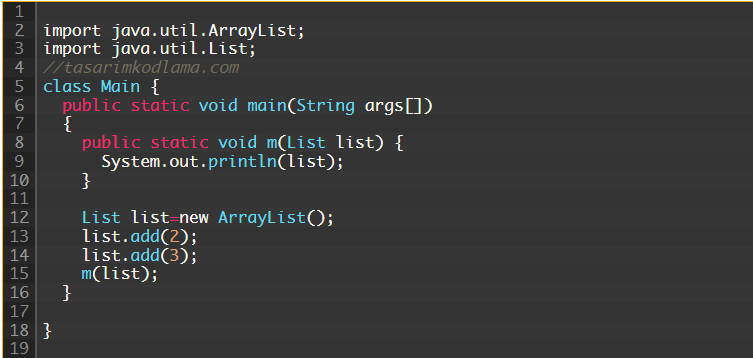 1
2 import java.util.ArrayList;
3 import java.util.List;
4 //tasarimkodlama.com
5 class Main {
6   public static void main(String args[])
7   {
8     public static void m(List list) {
9       System.out.println(list);
10     }
11
12     List list=new ArrayList();
13     list.add(2);
14     list.add(3);
15     m(list);
16   }
17
18 }
19